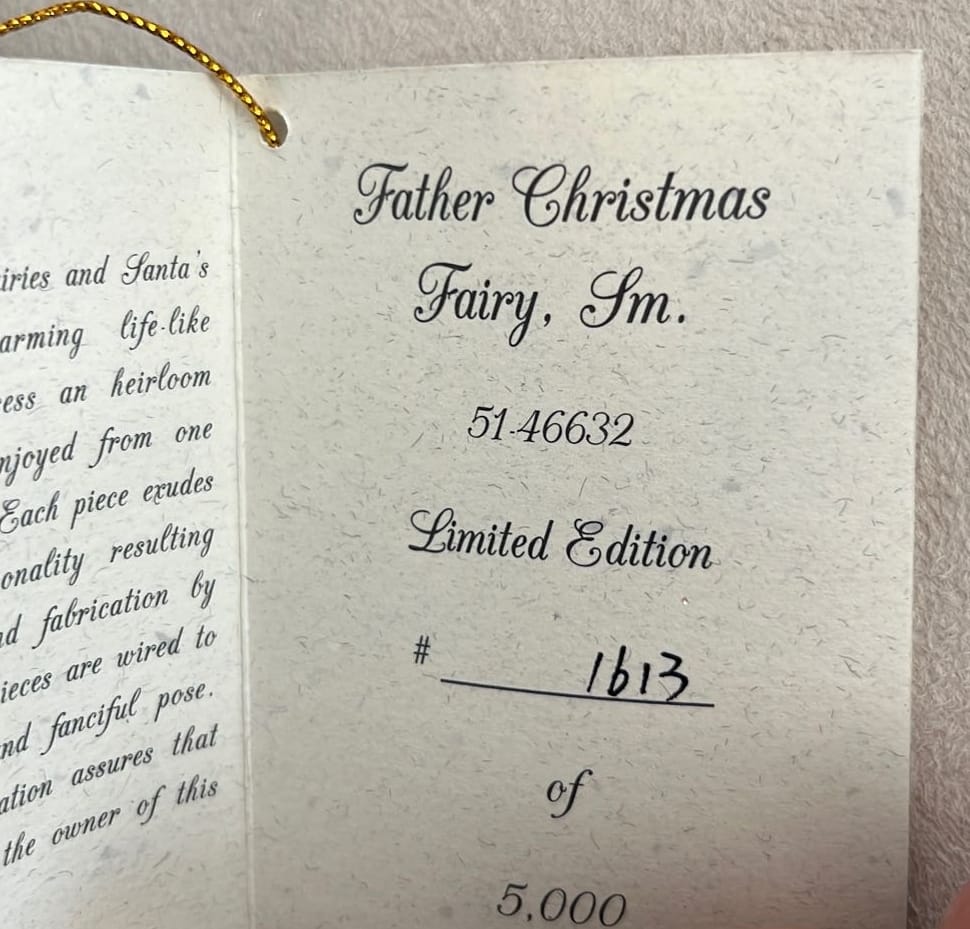 iries and Santa's
arming life-like
ess an heirloom
njoyed from one
Each piece exudes
onality resulting
nd fabrication by
ieces are wired to
nd fanciful pose.
ation assures that
the owner of this
Father Christmas
Fairy, Sm.
51-46632
Limited Edition
# 1613
of
5,000